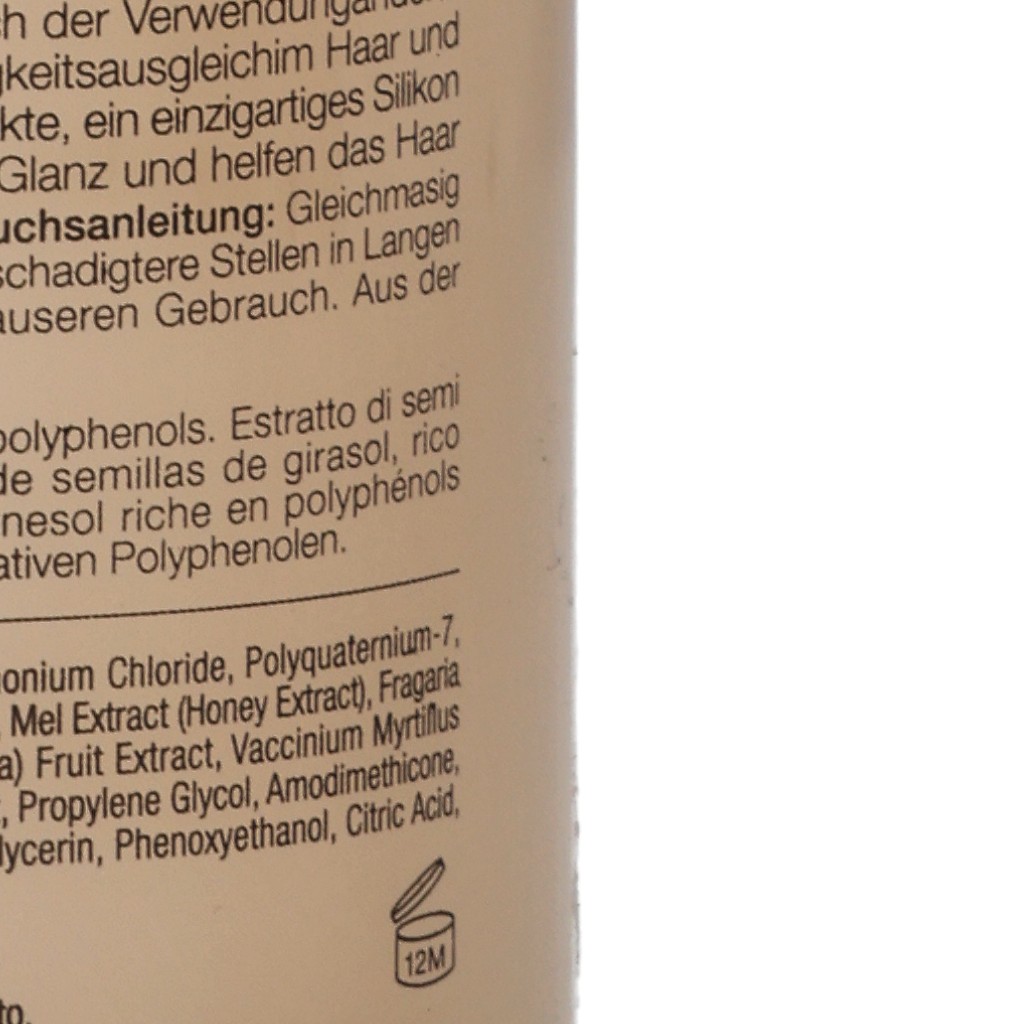 der Verwendung
keitsausgleichim Haar und
kte, ein einzigartiges Silikon
Glanz und helfen das Haar
uchsanleitung: Gleichmasig
schadigtere Stellen in Langen
auseren Gebrauch. Aus der
polyphenols. Estratto di semi
de semillas de girasol, rico
nesol riche en polyphénols
ativen Polyphenolen.
onium Chloride, Polyquaternium-7,
, Mel Extract (Honey Extract), Fragaria
a) Fruit Extract, Vaccinium Myrtillus
, Propylene Glycol, Amodimethicone,
lycerin, Phenoxyethanol, Citric Acid,
12M
to.